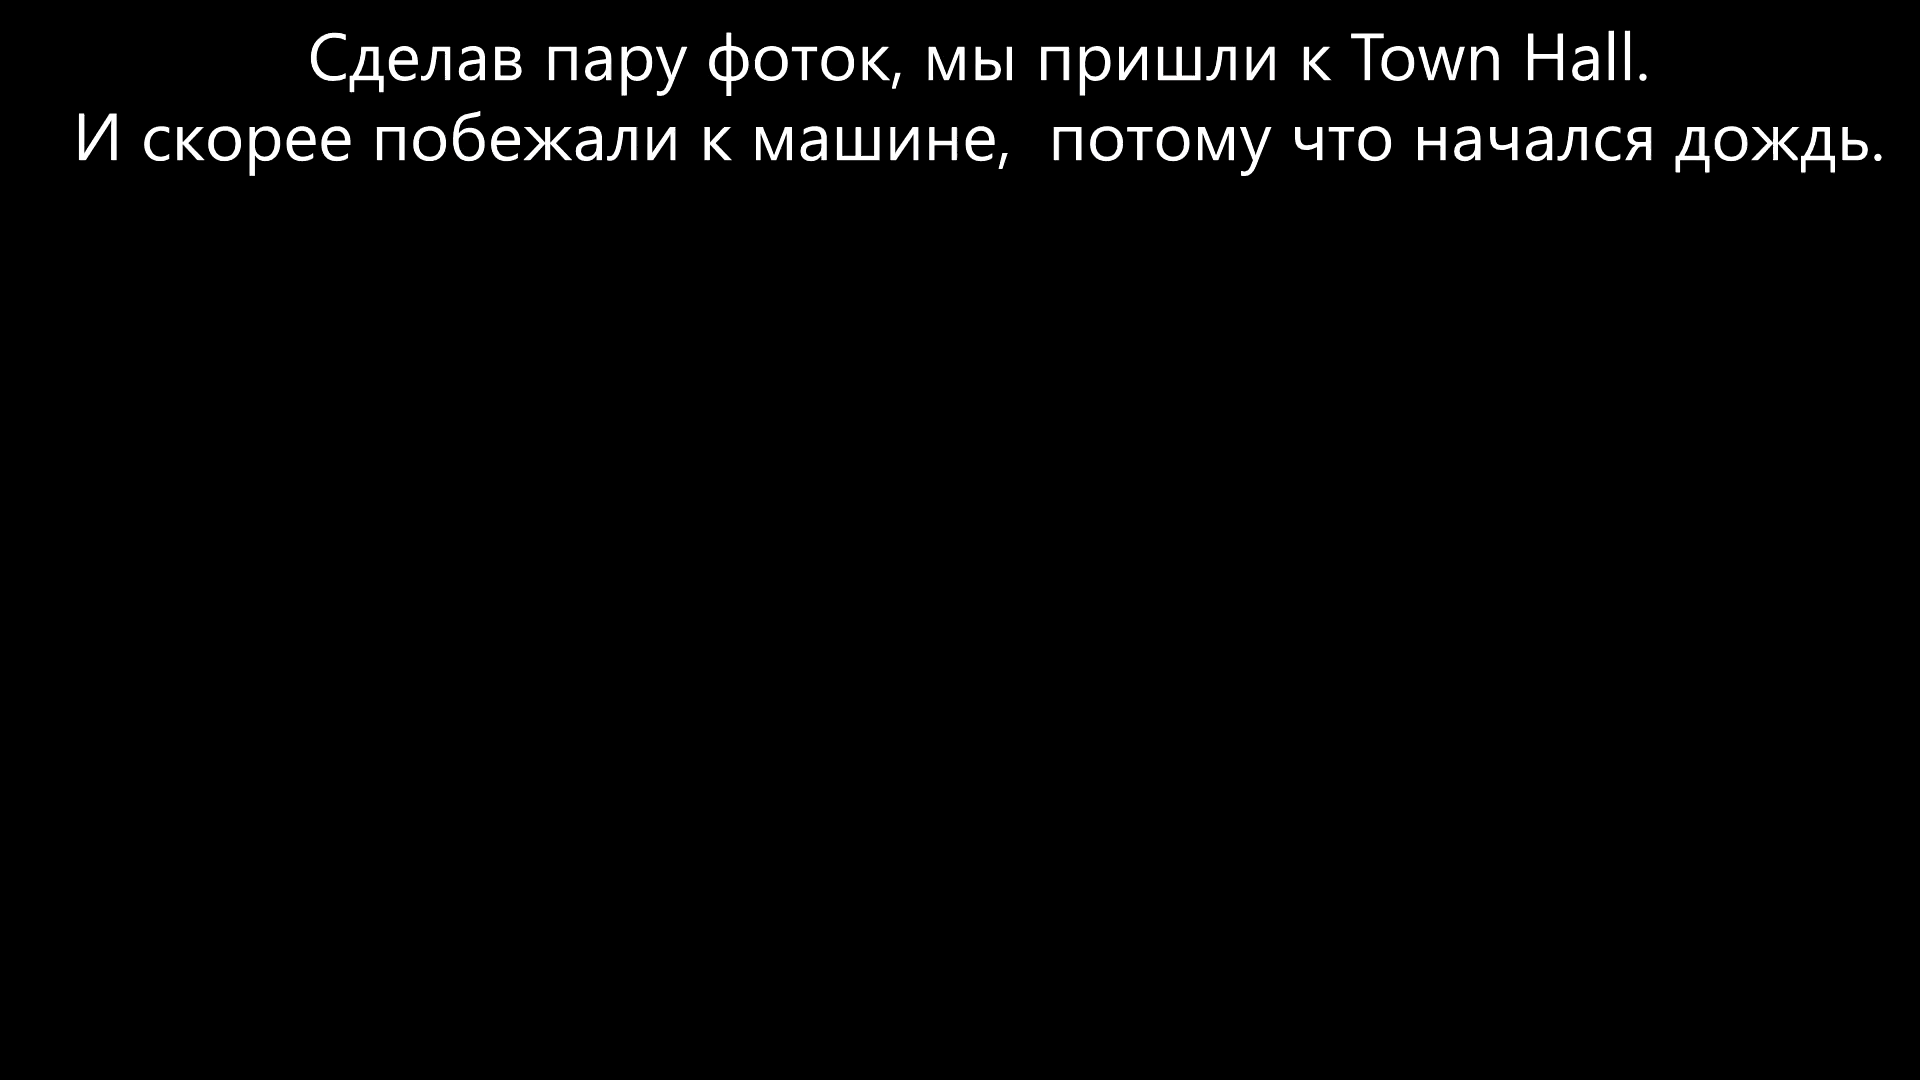 Сделав пару фоток, мы пришли к Town Hall.
И скорее побежали к машине,  потому что начался дождь.